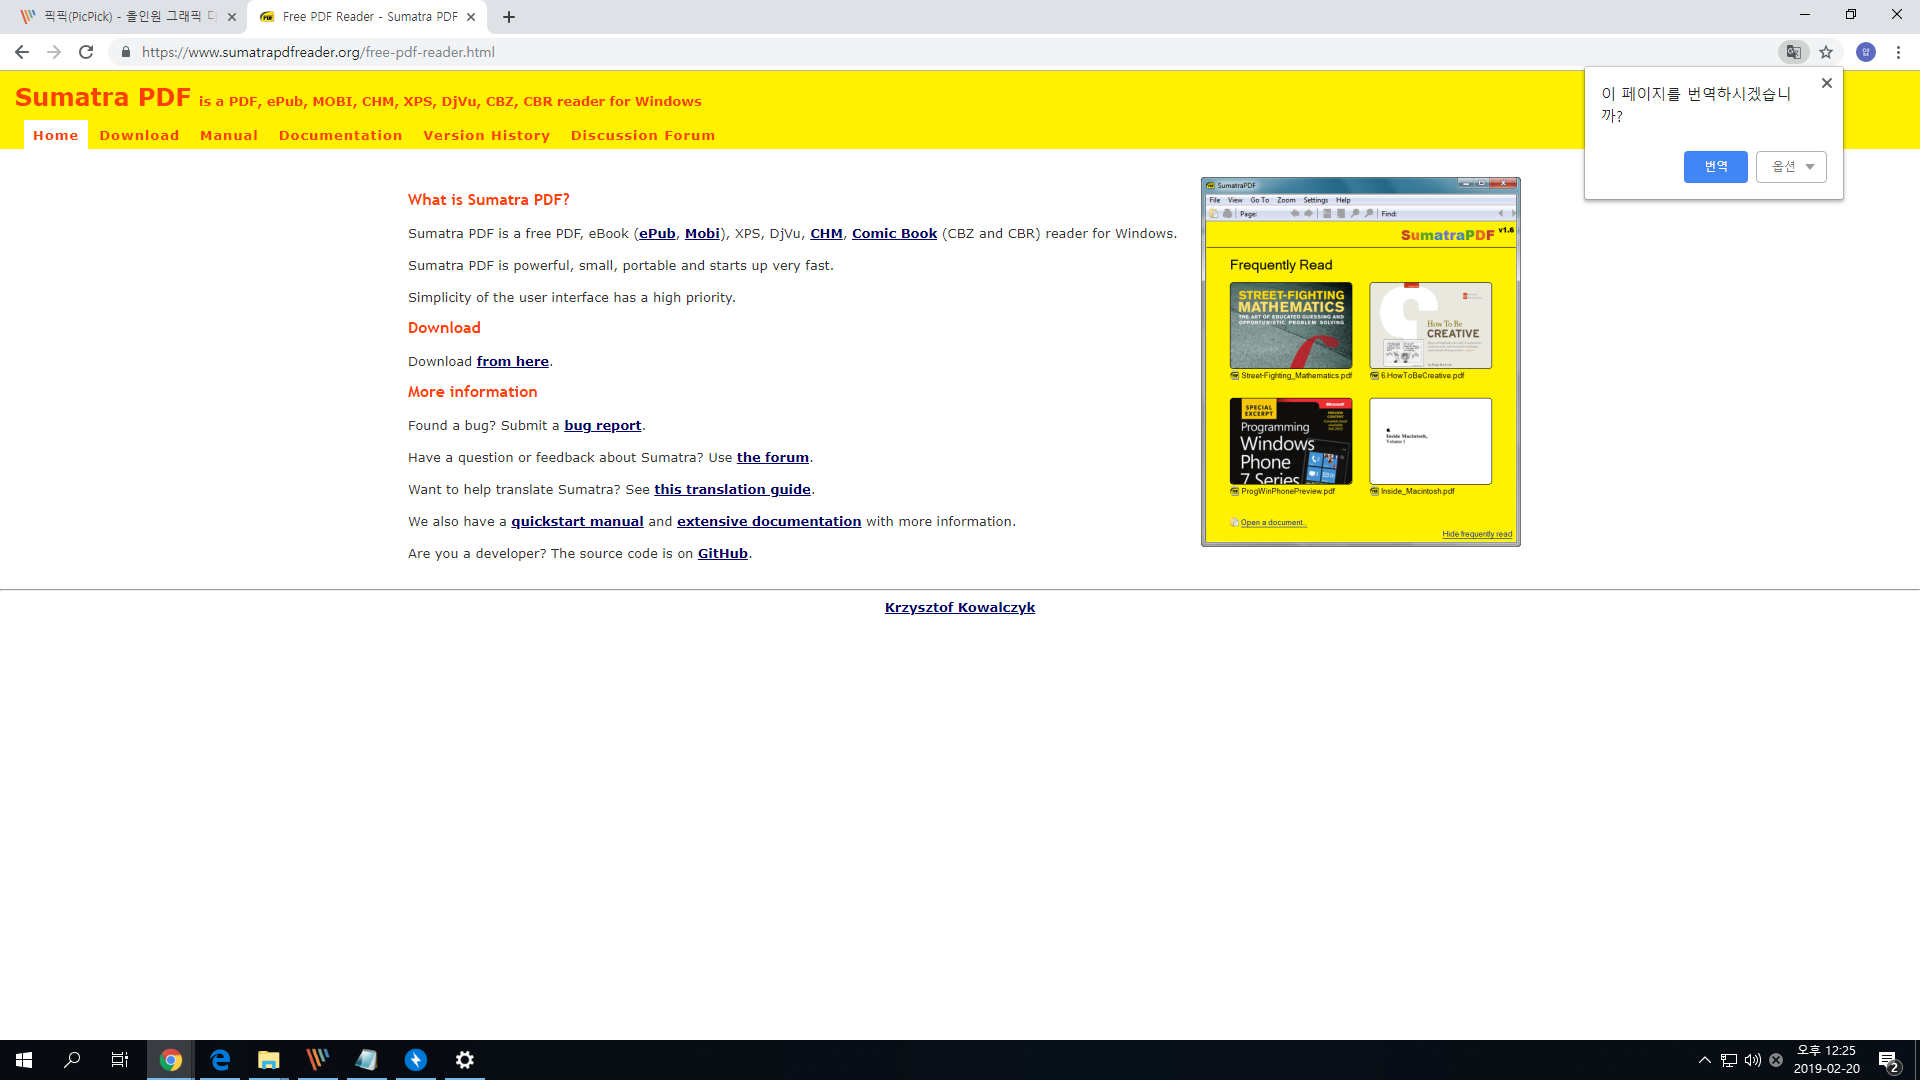 픽픽(PicPick) - 올인원 그래픽 디
Free PDF Reader - Sumatra PDF
https://www.sumatrapdfreader.org/free-pdf-reader.html
Sumatra PDF is a PDF, ePub, MOBI, CHM, XPS, DjVu, CBZ, CBR reader for Windows
Home Download Manual Documentation Version History Discussion Forum
이 페이지를 번역하시겠습니
까?
번역 옵션
What is Sumatra PDF?
Sumatra PDF is a free PDF, eBook (ePub, Mobi), XPS, DjVu, CHM, Comic Book (CBZ and CBR) reader for Windows.
Sumatra PDF is powerful, small, portable and starts up very fast.
Simplicity of the user interface has a high priority.
Download
Download from here.
More information
Found a bug? Submit a bug report.
Have a question or feedback about Sumatra? Use the forum.
Want to help translate Sumatra? See this translation guide.
We also have a quickstart manual and extensive documentation with more information.
Are you a developer? The source code is on GitHub.
SumatraPDF
File View Go To Zoom Settings Help
Page: Find:
SumatraPDF v1.6
Frequently Read
STREET-FIGHTING
MATHEMATICS
THE ART OF EDUCATED GUESSING AND
OPPORTUNISTIC PROBLEM SOLVING
How To Be
CREATIVE
Street-Fighting_Mathematics.pdf
6.HowToBeCreative.pdf
SPECIAL
EXCERPT
Microsoft
Programming
Windows
Phone
7 Series
Inside Macintosh,
Volume 1
ProgWinPhonePreview.pdf
Inside_Macintosh.pdf
Open a document..
Hide frequently read
Krzysztof Kowalczyk
오후 12:25
2019-02-20
2